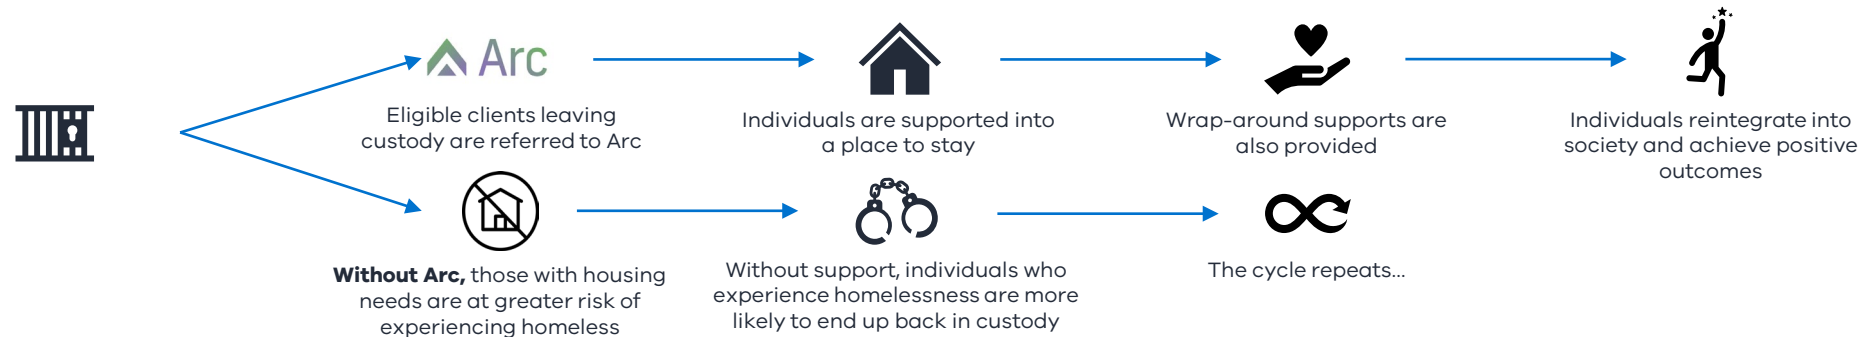 Arc
Eligible clients leaving
custody are referred to Arc
Individuals are supported into
a place to stay
Wrap-around supports are
also provided
Individuals reintegrate into
society and achieve positive
outcomes
Without Arc, those with housing
needs are at greater risk of
experiencing homeless
Without support, individuals who
experience homelessness are more
likely to end up back in custody
The cycle repeats...